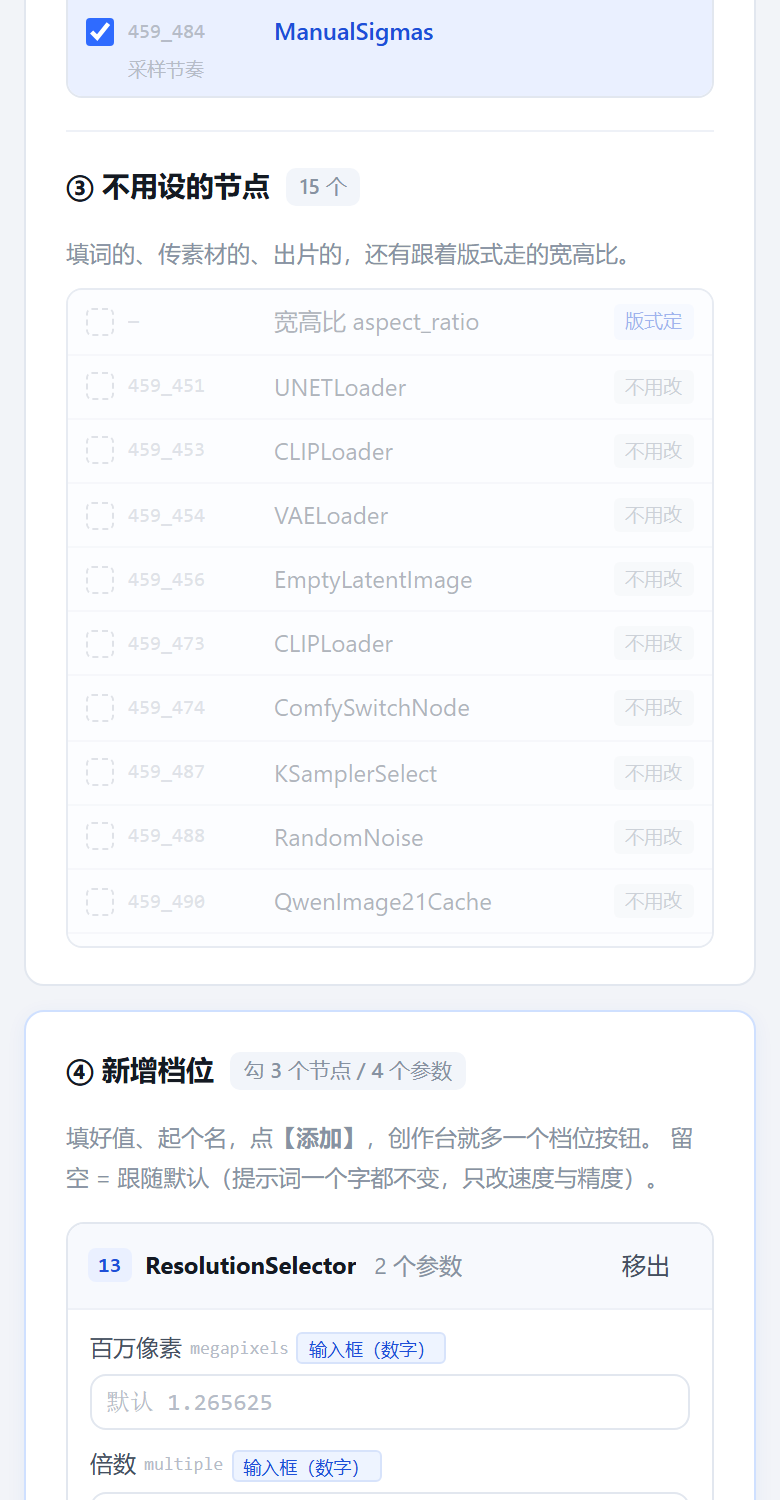 459_484 ManualSigmas
采样节奏
③ 不用设的节点 15 个
填词的、传素材的、出片的，还有跟着版式走的宽高比。
— 宽高比 aspect_ratio 版式定
459_451 UNETLoader 不用改
459_453 CLIPLoader 不用改
459_454 VAELoader 不用改
459_456 EmptyLatentImage 不用改
459_473 CLIPLoader 不用改
459_474 ComfySwitchNode 不用改
459_487 KSamplerSelect 不用改
459_488 RandomNoise 不用改
459_490 QwenImage21Cache 不用改
④ 新增档位 勾 3 个节点 / 4 个参数
填好值、起个名，点【添加】，创作台就多一个档位按钮。 留
空 = 跟随默认（提示词一个字都不变，只改速度与精度）。
13 ResolutionSelector 2 个参数 移出
百万像素 megapixels 输入框（数字）
默认 1.265625
倍数 multiple 输入框（数字）